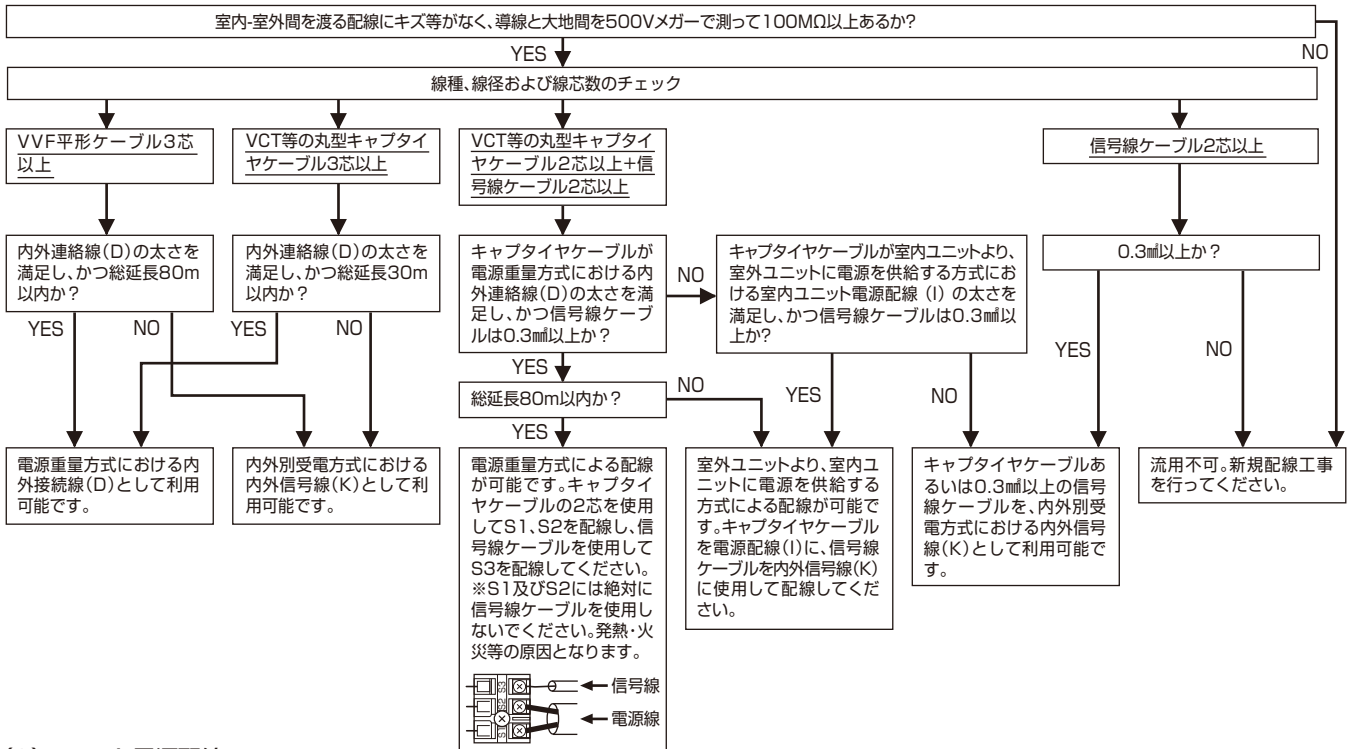 室内-室外間を渡る配線にキズ等がなく、導線と大地間を500Vメガーで測って100MΩ以上あるか?
YES
NO
線種、線径および線芯数のチェック
VVF平形ケーブル3芯
以上
VCT等の丸型キャプタイ
ヤケーブル3芯以上
VCT等の丸型キャプタイ
ヤケーブル2芯以上+信
号線ケーブル2芯以上
信号線ケーブル2芯以上
内外連絡線(D)の太さを
満足し、かつ総延長80m
以内か?
内外連絡線(D)の太さを
満足し、かつ総延長30m
以内か?
キャプタイヤケーブルが
電源重量方式における内
外連絡線(D)の太さを満
足し、かつ信号線ケーブ
ルは0.3㎟以上か?
NO
キャプタイヤケーブルが室内ユニットより、
室外ユニットに電源を供給する方式にお
ける室内ユニット電源配線(I)の太さを
満足し、かつ信号線ケーブルは0.3㎟以
上か?
0.3㎟以上か?
YES
NO
YES
NO
YES
総延長80m以内か?
NO
YES
YES
NO
YES
NO
電源重量方式における内
外接続線(D)として利用
可能です。
内外別受電方式における
内外信号線(K)として利
用可能です。
電源重量方式による配線
が可能です。キャプタイ
ヤケーブルの2芯を使用
してS1、S2を配線し、信
号線ケーブルを使用して
S3を配線してください。
※S1及びS2には絶対に
信号線ケーブルを使用し
ないでください。発熱・火
災等の原因となります。
S3
S2
S1
信号線
電源線
室外ユニットより、室内ユ
ニットに電源を供給する
方式による配線が可能で
す。キャプタイヤケーブル
を電源配線(I)に、信号線
ケーブルを内外信号線(K)
に使用して配線してくだ
さい。
キャプタイヤケーブルあ
るいは0.3㎟以上の信号
線ケーブルを、内外別受
電方式における内外信号
線(K)として利用可能で
す。
流用不可。新規配線工事
を行ってください。